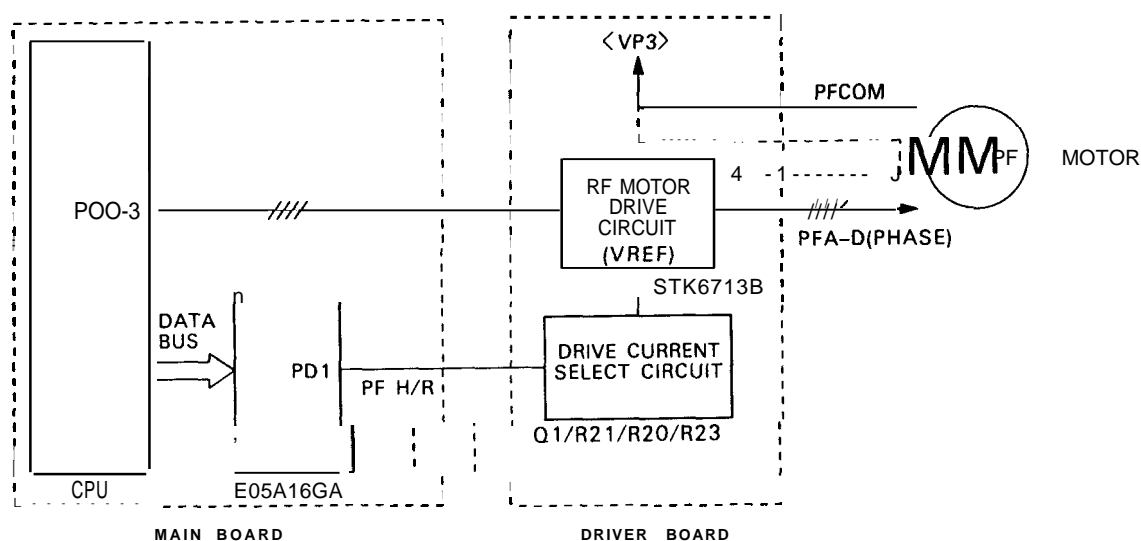 <VP3>
PFCOM
MM PF MOTOR
4 -1------ J
RF MOTOR
DRIVE
CIRCUIT
(VREF)
POO-3
PFA-D(PHASE)
STK6713B
n
DATA
BUS
PD1
PF H/R
DRIVE CURRENT
SELECT CIRCUIT
Q1/R21/R20/R23
CPU
E05A16GA
MAIN BOARD
DRIVER BOARD